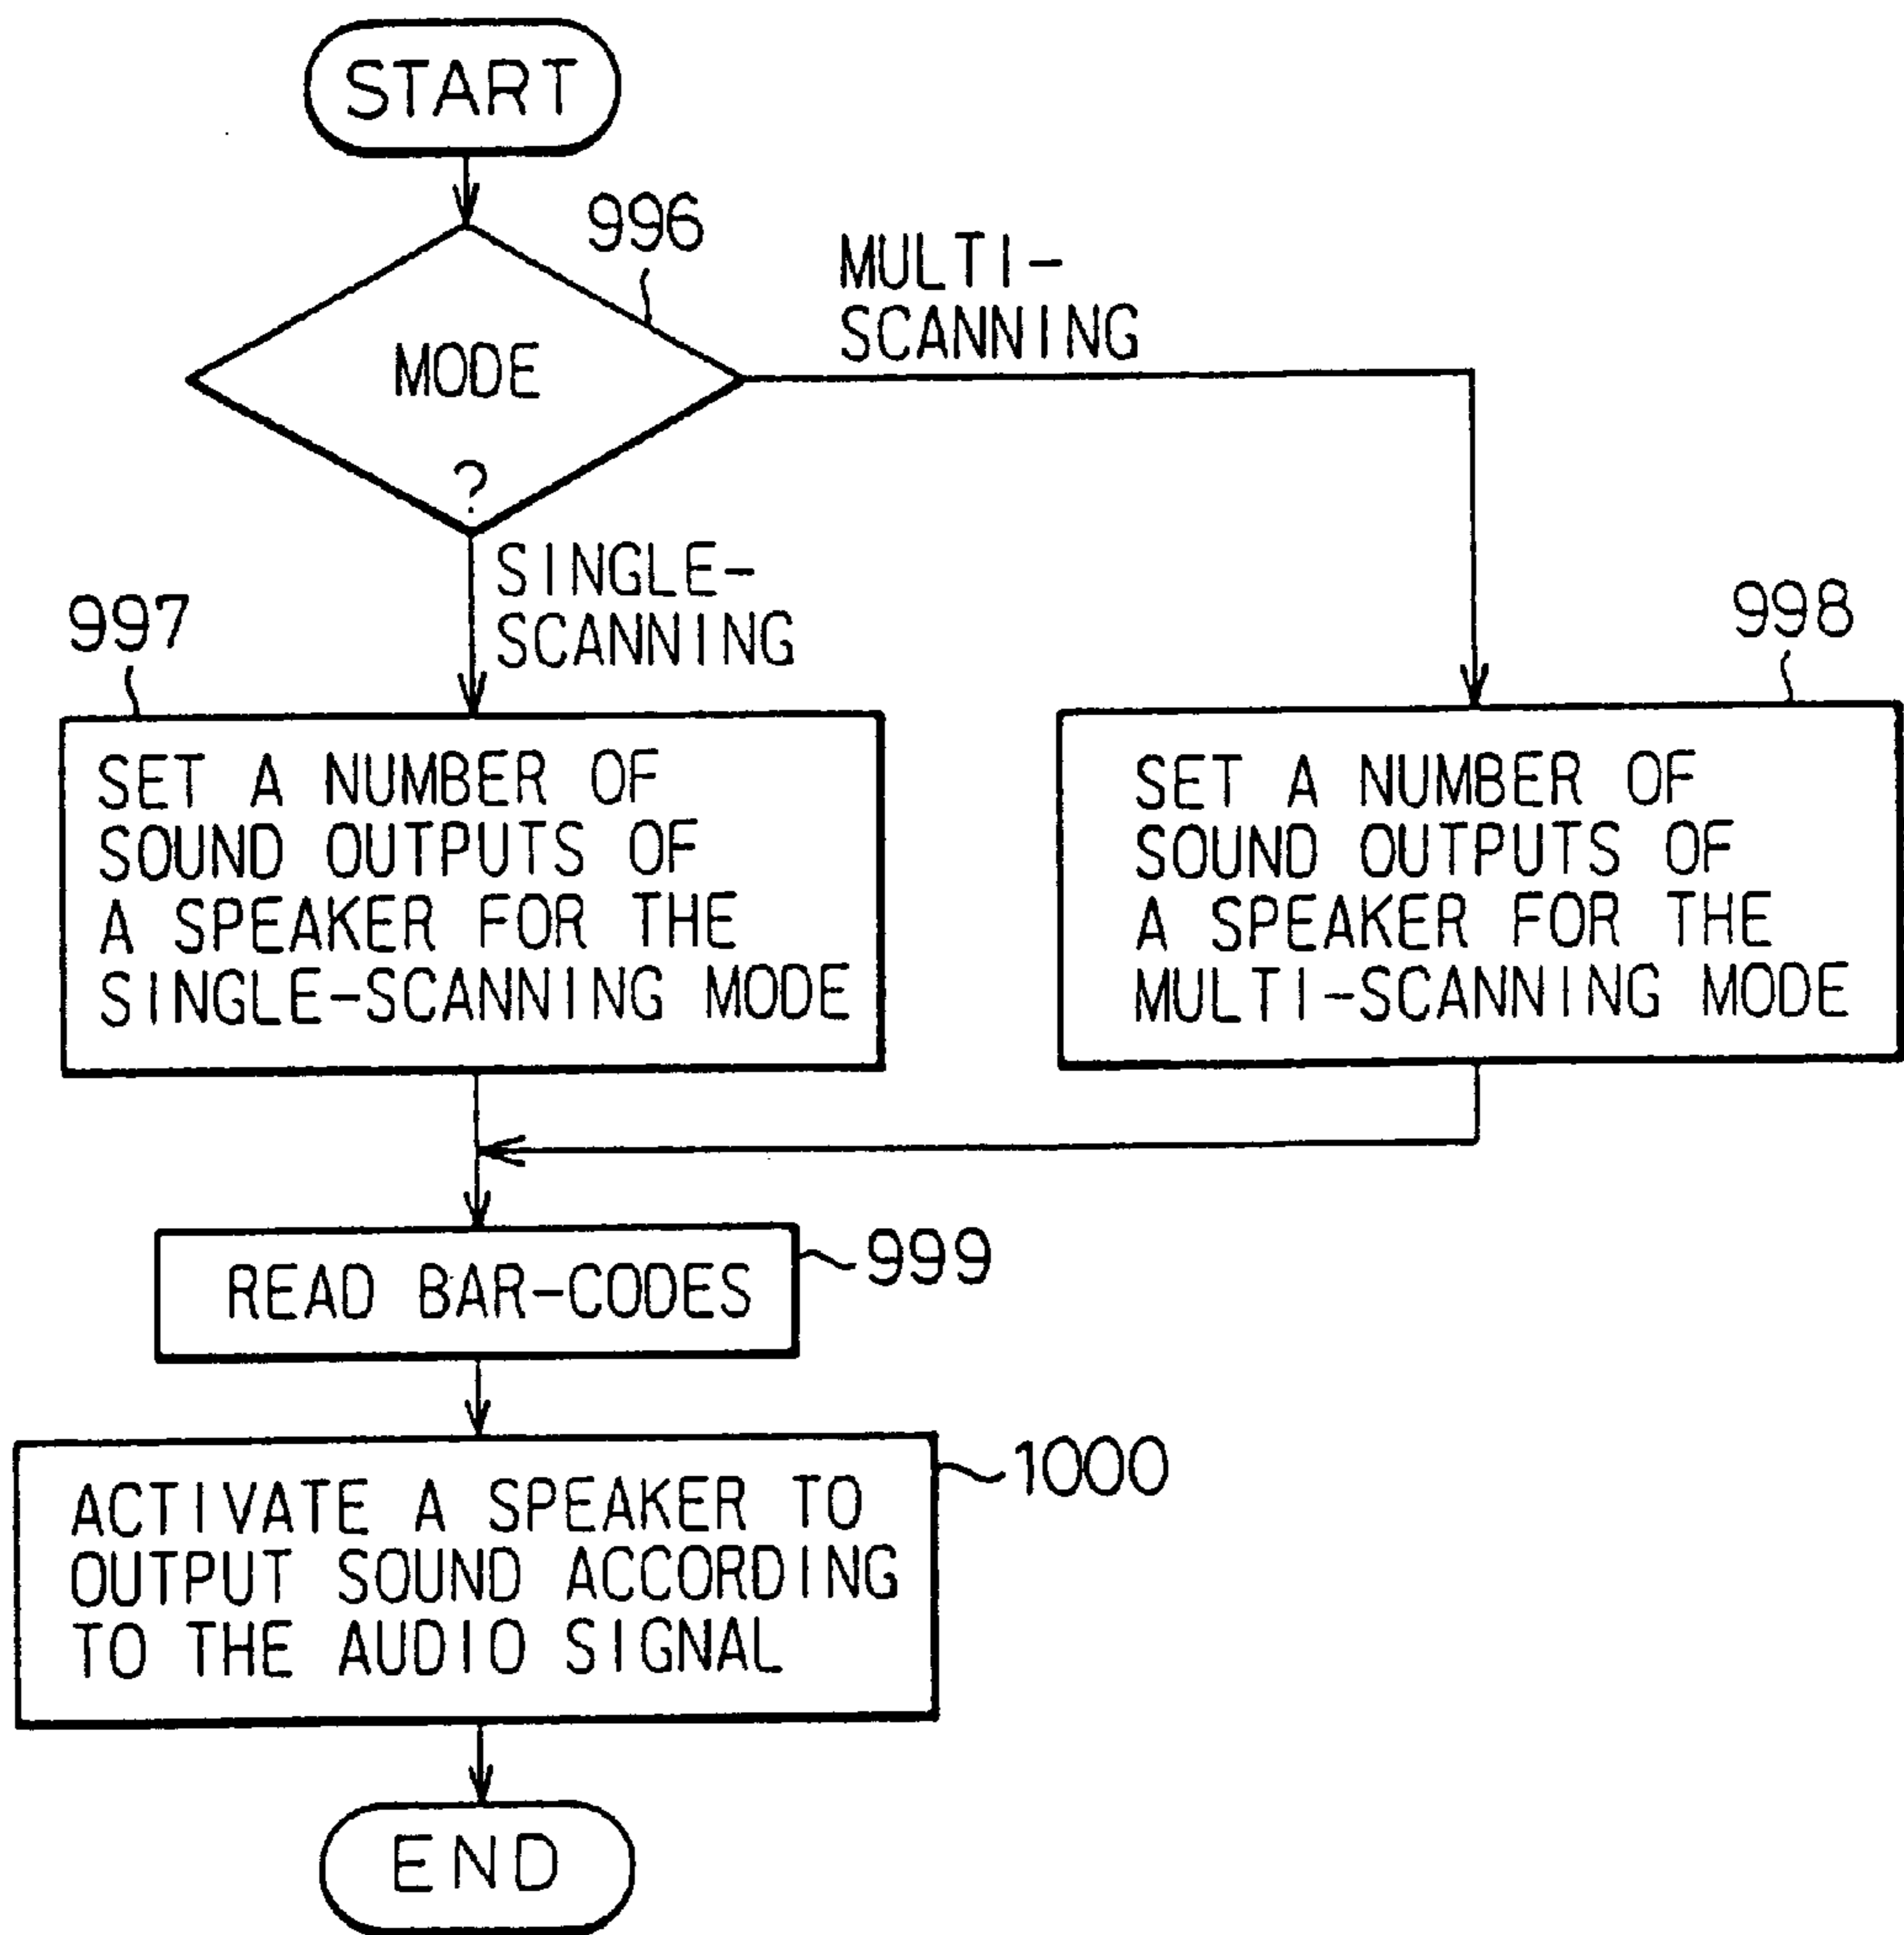 START
996
MULTI-
SCANNING
MODE
?
SINGLE-
SCANNING
997
998
SET A NUMBER OF
SOUND OUTPUTS OF
A SPEAKER FOR THE
SINGLE-SCANNING MODE
SET A NUMBER OF
SOUND OUTPUTS OF
A SPEAKER FOR THE
MULTI-SCANNING MODE
READ BAR-CODES
999
ACTIVATE A SPEAKER TO
OUTPUT SOUND ACCORDING
TO THE AUDIO SIGNAL
1000
END